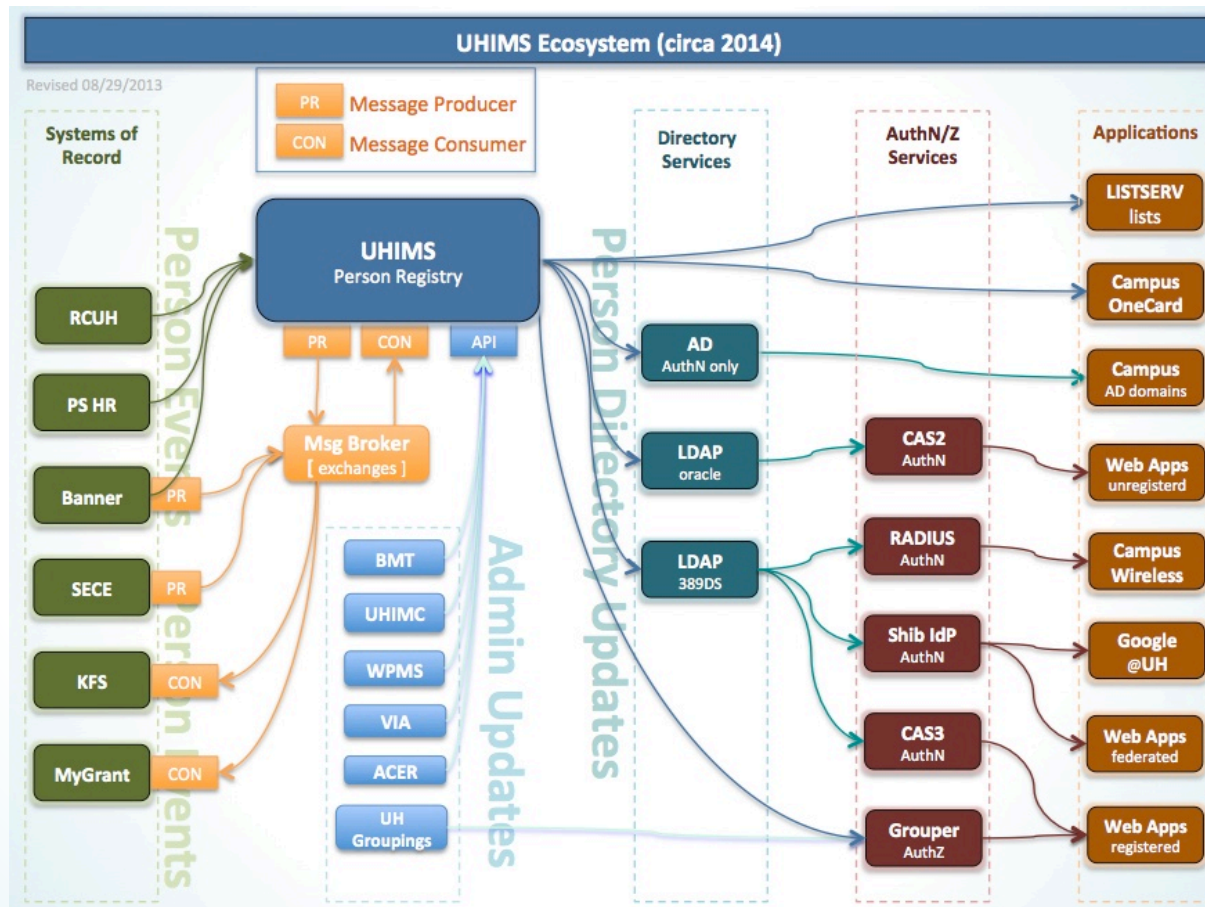 UHIMS Ecosystem (circa 2014)
Revised 08/29/2013
PR Message Producer
CON Message Consumer
Systems of
Record
Directory
Services
AuthN/Z
Services
Applications
Person Events
Person Events
Admin Updates
Person Directory Updates
UHIMS
Person Registry
PR
CON
API
RCUH
PS HR
Banner
PR
SECE
PR
KFS
CON
MyGrant
CON
Msg Broker
[ exchanges ]
BMT
UHIMC
WPMS
VIA
ACER
UH
Groupings
AD
AuthN only
LDAP
oracle
LDAP
389DS
CAS2
AuthN
RADIUS
AuthN
Shib IdP
AuthN
CAS3
AuthN
Grouper
AuthZ
LISTSERV
lists
Campus
OneCard
Campus
AD domains
Web Apps
unregisterd
Campus
Wireless
Google
@UH
Web Apps
federated
Web Apps
registered